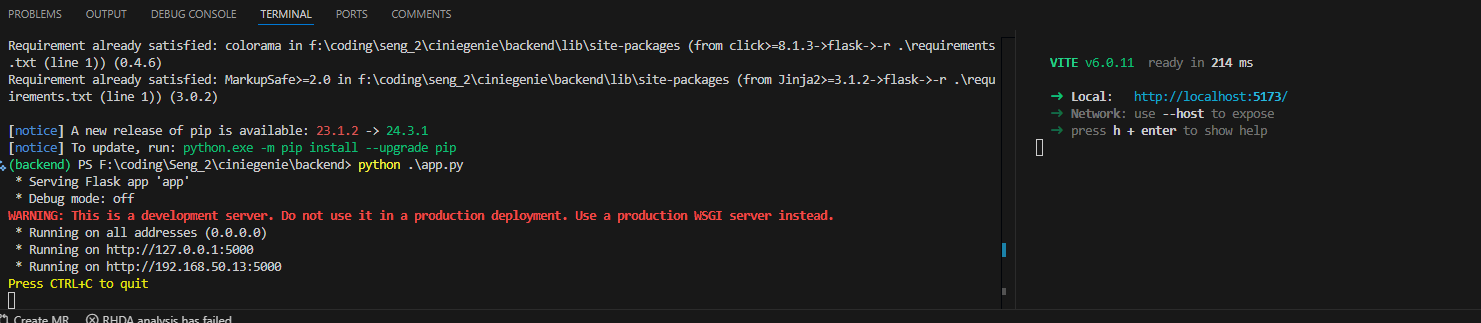 PROBLEMS OUTPUT DEBUG CONSOLE TERMINAL PORTS COMMENTS
Requirement already satisfied: colorama in f:\coding\seng_2\ciniegenie\backend\lib\site-packages (from click>=8.1.3->flask->-r .\requirements
.txt (line 1)) (0.4.6)
Requirement already satisfied: MarkupSafe>=2.0 in f:\coding\seng_2\ciniegenie\backend\lib\site-packages (from Jinja2>=3.1.2->flask->-r .\requ
irements.txt (line 1)) (3.0.2)
[notice] A new release of pip is available: 23.1.2 -> 24.3.1
[notice] To update, run: python.exe -m pip install --upgrade pip
(backend) PS F:\coding\Seng_2\ciniegenie\backend> python .\app.py
* Serving Flask app 'app'
* Debug mode: off
WARNING: This is a development server. Do not use it in a production deployment. Use a production WSGI server instead.
* Running on all addresses (0.0.0.0)
* Running on http://127.0.0.1:5000
* Running on http://192.168.50.13:5000
Press CTRL+C to quit
VITE v6.0.11 ready in 214 ms
➜ Local: http://localhost:5173/
➜ Network: use --host to expose
➜ press h + enter to show help
Create MR RHDA analysis has failed